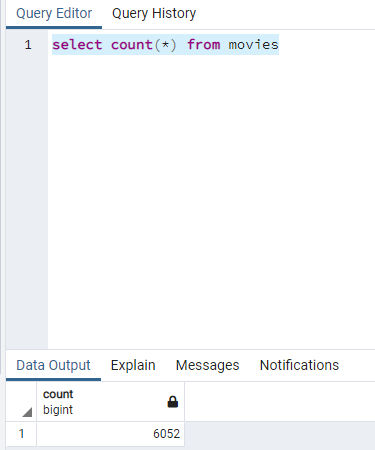 Query Editor Query History
1 select count(*) from movies
Data Output Explain Messages Notifications
count
bigint
1 6052